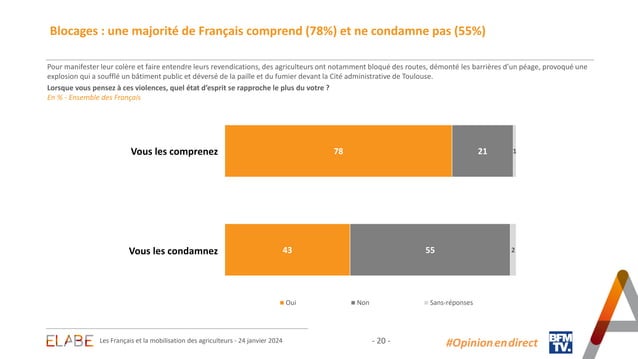 Blocages : une majorité de Français comprend (78%) et ne condamne pas (55%)
Pour manifester leur colère et faire entendre leurs revendications, des agriculteurs ont notamment bloqué des routes, démonté les barrières d'un péage, provoqué une
explosion qui a soufflé un bâtiment public et déversé de la paille et du fumier devant la Cité administrative de Toulouse.
Lorsque vous pensez à ces violences, quel état d'esprit se rapproche le plus du votre ?
En % - Ensemble des Français
Vous les comprenez 78 21 1
Vous les condamnez 43 55 2
Oui Non Sans-réponses
ELABE Les Français et la mobilisation des agriculteurs - 24 janvier 2024 - 20 - #Opinionendirect BFM
TV.